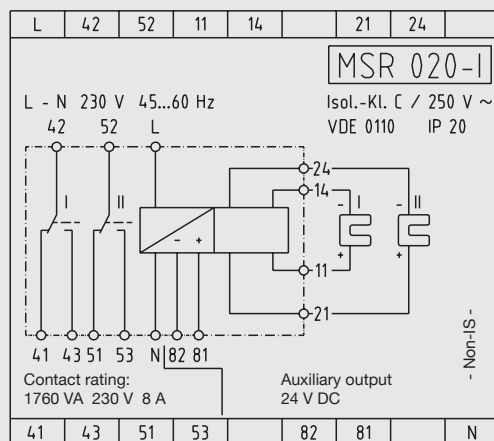 L 42 52 11 14 21 24
MSR 020-I
L - N 230 V 45...60 Hz
Isol.-Kl. C / 250 V ~
VDE 0110 IP 20
42 52 L
24
14
I II I II
- -
- +
+ +
11
21
41 43 51 53 N 82 81
- Non-IS -
Contact rating:
1760 VA 230 V 8 A
Auxiliary output
24 V DC
41 43 51 53 82 81 N